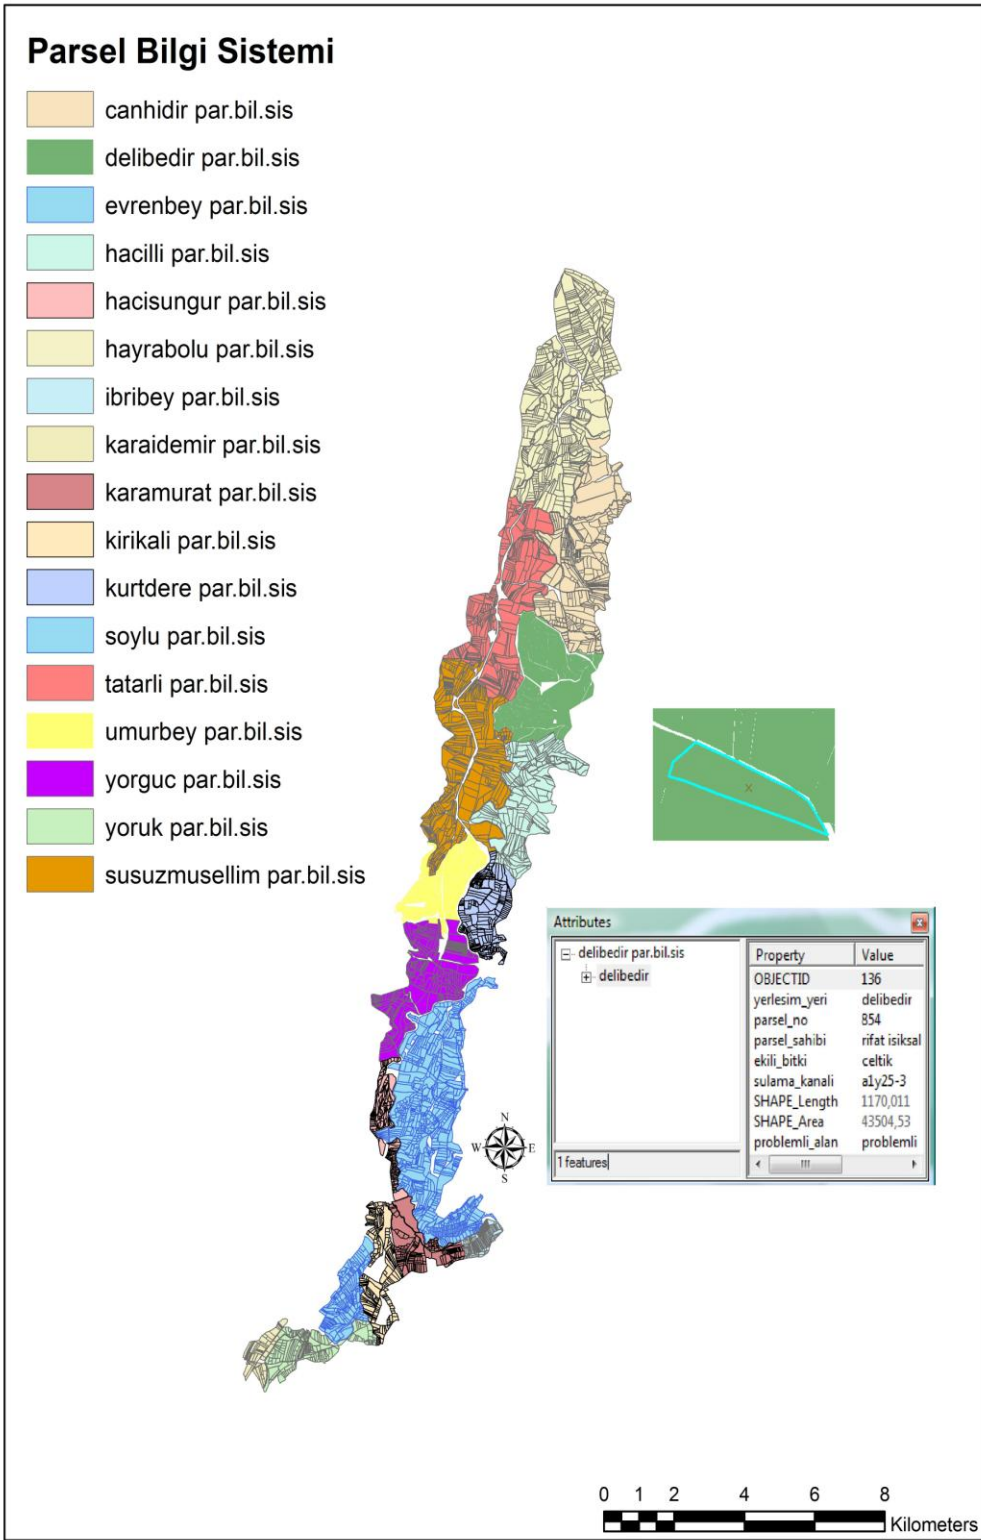 Parsel Bilgi Sistemi
canhidir par.bil.sis
delibedir par.bil.sis
evrenbey par.bil.sis
hacilli par.bil.sis
hacisungur par.bil.sis
hayrabolu par.bil.sis
ibribey par.bil.sis
karaidemir par.bil.sis
karamurat par.bil.sis
kirikali par.bil.sis
kurtdere par.bil.sis
soylu par.bil.sis
tatarli par.bil.sis
umurbey par.bil.sis
yorguc par.bil.sis
yoruk par.bil.sis
susuzmusellim par.bil.sis
Attributes
delibedir par.bil.sis
delibedir
1 features
Property Value
OBJECTID 136
yerlesim_yeri delibedir
parsel_no 854
parsel_sahibi rifat isiksal
ekili_bitki celtik
sulama_kanali a1y25-3
SHAPE_Length 1170,011
SHAPE_Area 43504,53
problemli_alan problemli
N
W E
S
0 1 2 4 6 8
Kilometers